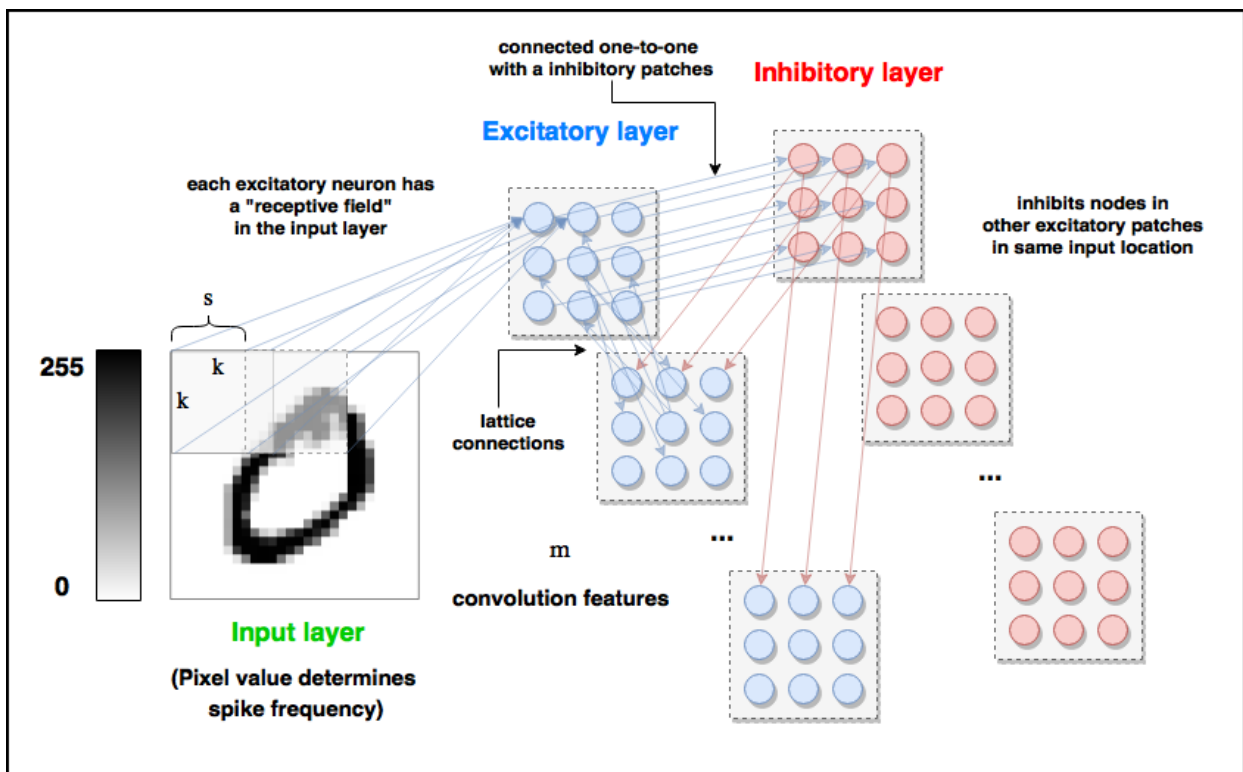 connected one-to-one
with a inhibitory patches
Inhibitory layer
Excitatory layer
each excitatory neuron has
a "receptive field"
in the input layer
inhibits nodes in
other excitatory patches
in same input location
s
k
k
255
0
lattice
connections
...
...
m
convolution features
Input layer
(Pixel value determines
spike frequency)